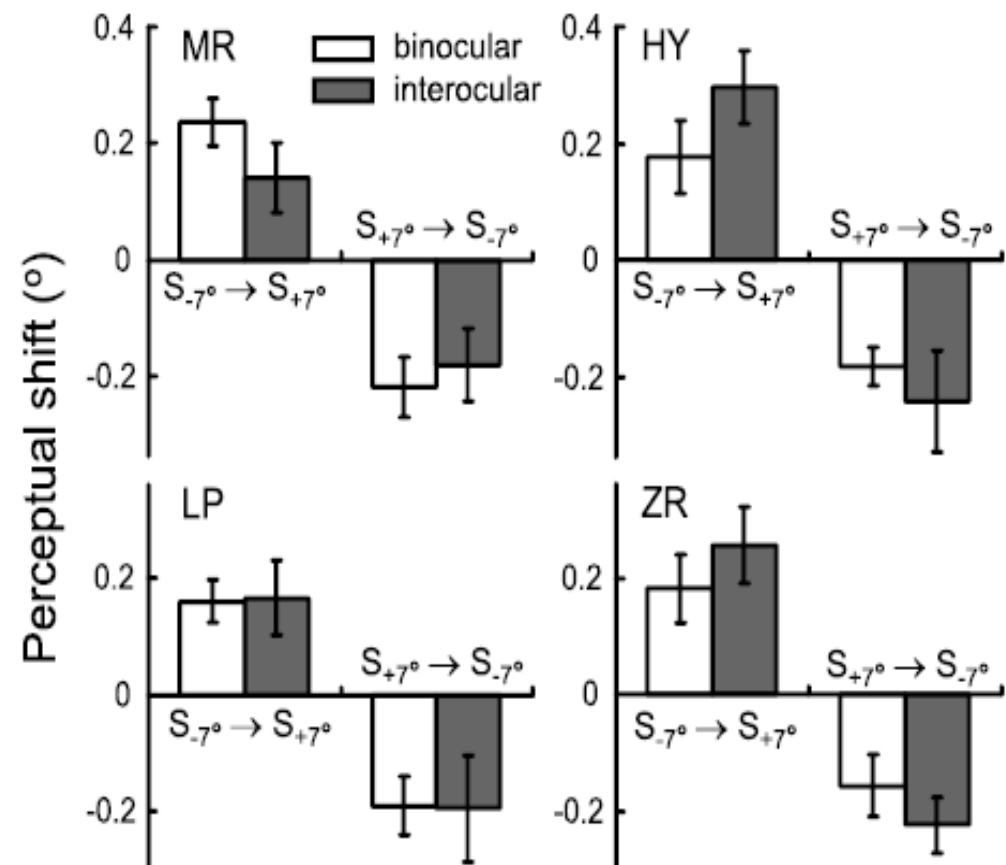 Perceptual shift (º)
MR
binocular
interocular
0.4
0.2
0
-0.2
S-7° → S+7°
S+7° → S-7°
HY
0.4
0.2
0
-0.2
S-7° → S+7°
S+7° → S-7°
LP
0.2
0
-0.2
S-7° → S+7°
S+7° → S-7°
ZR
0.2
0
-0.2
S-7° → S+7°
S+7° → S-7°